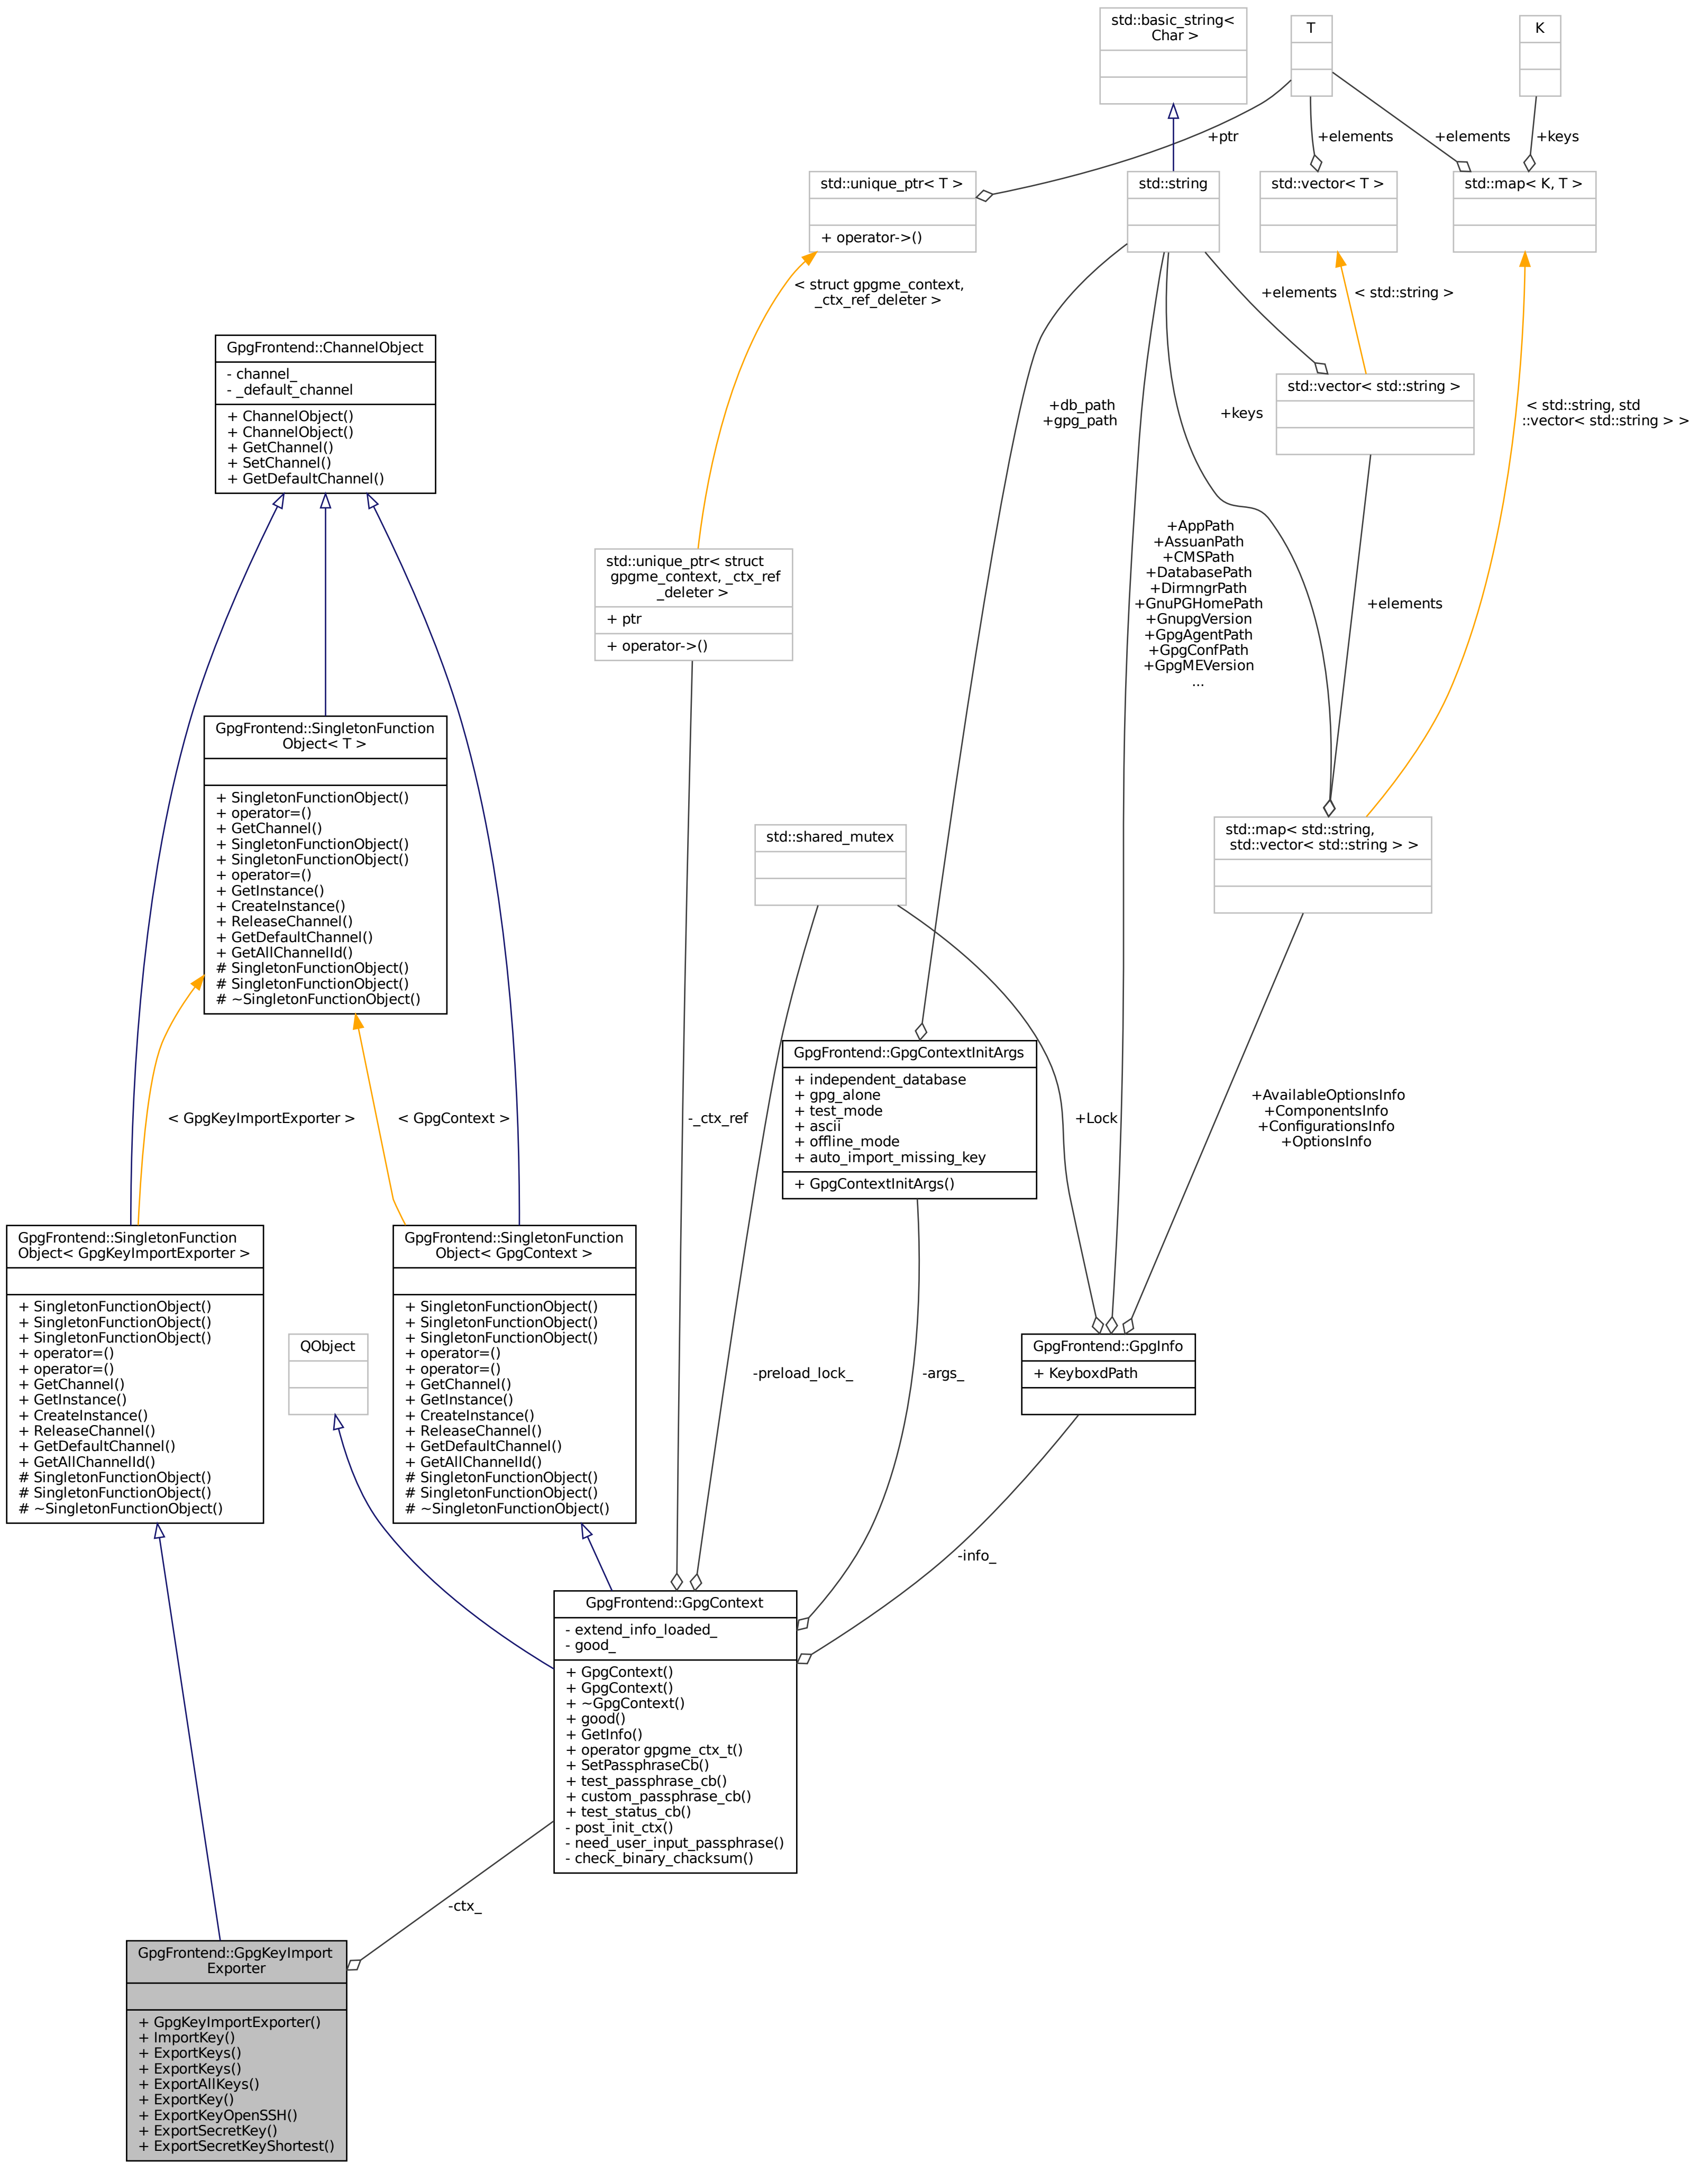 std::basic_string<
Char >
T
K
+ptr
+elements
+elements
+keys
std::unique_ptr< T >
+ operator->()
std::string
std::vector< T >
std::map< K, T >
< struct gpgme_context,
_ctx_ref_deleter >
+elements
< std::string >
GpgFrontend::ChannelObject
- channel_
- _default_channel
+ ChannelObject()
+ ChannelObject()
+ GetChannel()
+ SetChannel()
+ GetDefaultChannel()
+db_path
+gpg_path
+keys
std::vector< std::string >
< std::string, std
::vector< std::string > >
std::unique_ptr< struct
gpgme_context, _ctx_ref
_deleter >
+ ptr
+ operator->()
+AppPath
+AssuanPath
+CMSPath
+DatabasePath
+DirmngrPath
+GnuPGHomePath
+GnupgVersion
+GpgAgentPath
+GpgConfPath
+GpgMEVersion
...
+elements
GpgFrontend::SingletonFunction
Object< T >
+ SingletonFunctionObject()
+ operator=()
+ GetChannel()
+ SingletonFunctionObject()
+ SingletonFunctionObject()
+ operator=()
+ GetInstance()
+ CreateInstance()
+ ReleaseChannel()
+ GetDefaultChannel()
+ GetAllChannelId()
# SingletonFunctionObject()
# SingletonFunctionObject()
# ~SingletonFunctionObject()
std::shared_mutex
std::map< std::string,
std::vector< std::string > >
< GpgKeyImportExporter >
< GpgContext >
-_ctx_ref
GpgFrontend::GpgContextInitArgs
+ independent_database
+ gpg_alone
+ test_mode
+ ascii
+ offline_mode
+ auto_import_missing_key
+ GpgContextInitArgs()
+Lock
+AvailableOptionsInfo
+ComponentsInfo
+ConfigurationsInfo
+OptionsInfo
GpgFrontend::SingletonFunction
Object< GpgKeyImportExporter >
+ SingletonFunctionObject()
+ SingletonFunctionObject()
+ SingletonFunctionObject()
+ operator=()
+ operator=()
+ GetChannel()
+ GetInstance()
+ CreateInstance()
+ ReleaseChannel()
+ GetDefaultChannel()
+ GetAllChannelId()
# SingletonFunctionObject()
# SingletonFunctionObject()
# ~SingletonFunctionObject()
QObject
GpgFrontend::SingletonFunction
Object< GpgContext >
+ SingletonFunctionObject()
+ SingletonFunctionObject()
+ SingletonFunctionObject()
+ operator=()
+ operator=()
+ GetChannel()
+ GetInstance()
+ CreateInstance()
+ ReleaseChannel()
+ GetDefaultChannel()
+ GetAllChannelId()
# SingletonFunctionObject()
# SingletonFunctionObject()
# ~SingletonFunctionObject()
-preload_lock_
-args_
GpgFrontend::GpgInfo
+ KeyboxdPath
-info_
GpgFrontend::GpgContext
- extend_info_loaded_
- good_
+ GpgContext()
+ GpgContext()
+ ~GpgContext()
+ good()
+ GetInfo()
+ operator gpgme_ctx_t()
+ SetPassphraseCb()
+ test_passphrase_cb()
+ custom_passphrase_cb()
+ test_status_cb()
- post_init_ctx()
- need_user_input_passphrase()
- check_binary_chacksum()
-ctx_
GpgFrontend::GpgKeyImport
Exporter
+ GpgKeyImportExporter()
+ ImportKey()
+ ExportKeys()
+ ExportKeys()
+ ExportAllKeys()
+ ExportKey()
+ ExportKeyOpenSSH()
+ ExportSecretKey()
+ ExportSecretKeyShortest()